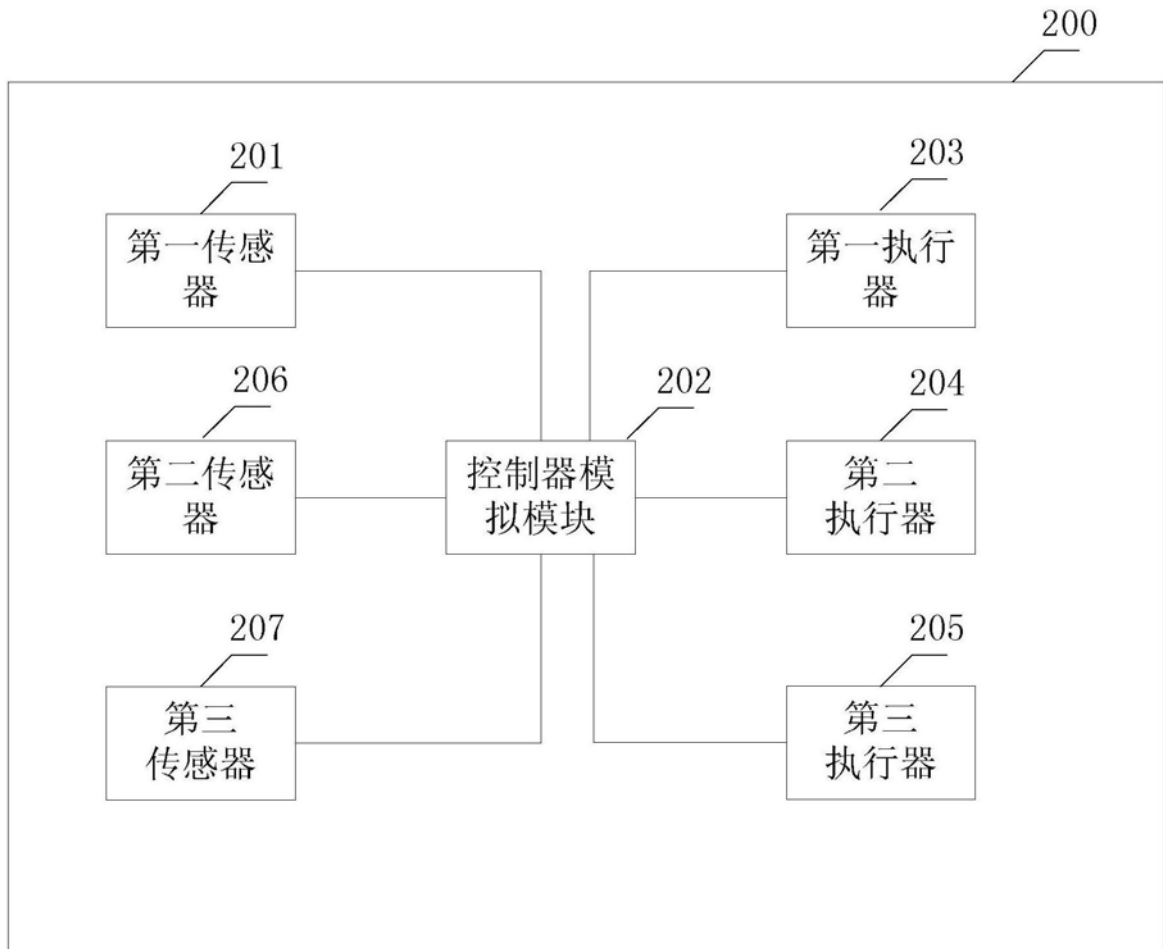 200
201
第一传感
器
203
第一执行
器
206
第二传感
器
202
控制器模
拟模块
204
第二
执行器
207
第三
传感器
205
第三
执行器